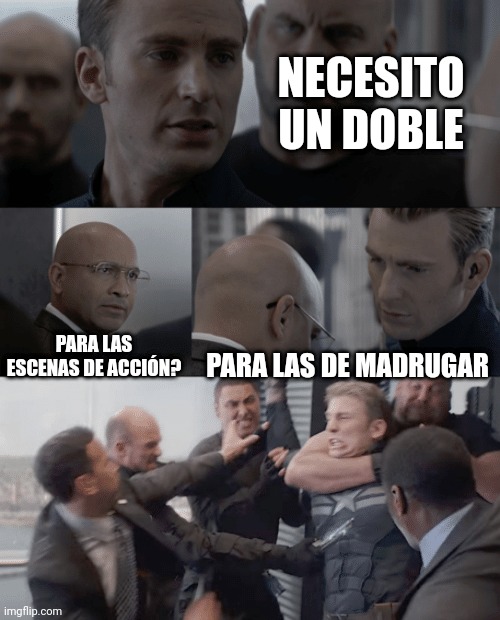 NECESITO
UN DOBLE
PARA LAS
ESCENAS DE ACCIÓN?
PARA LAS DE MADRUGAR
imgflip.com